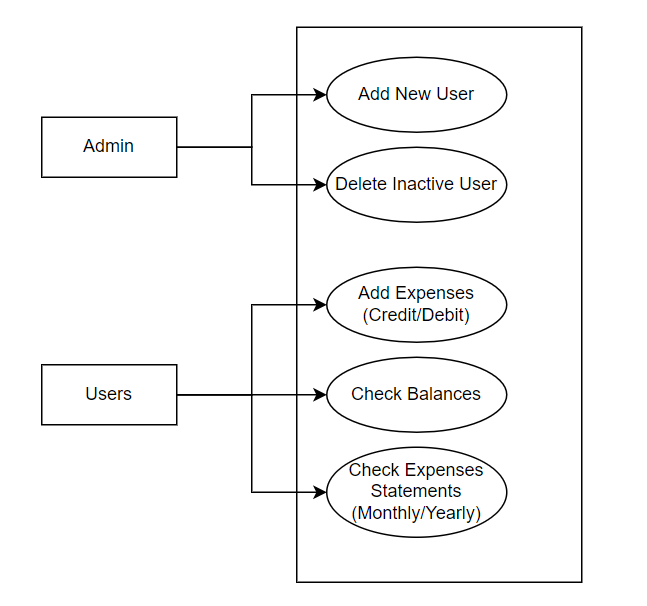 Add New User
Admin
Delete Inactive User
Add Expenses
(Credit/Debit)
Users
Check Balances
Check Expenses
Statements
(Monthly/Yearly)